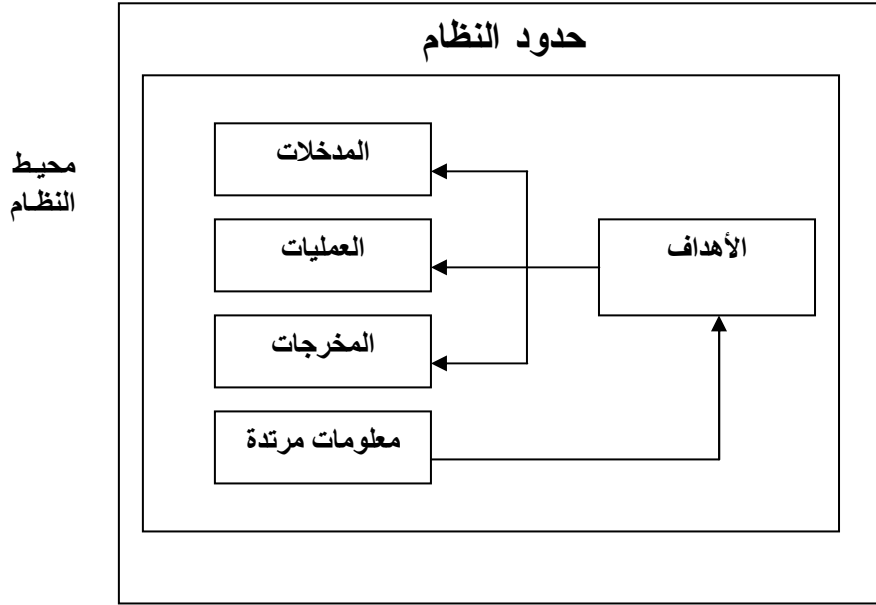 حدود النظام
محيط
النظام
المدخلات
العمليات
الأهداف
المخرجات
معلومات مرتدة